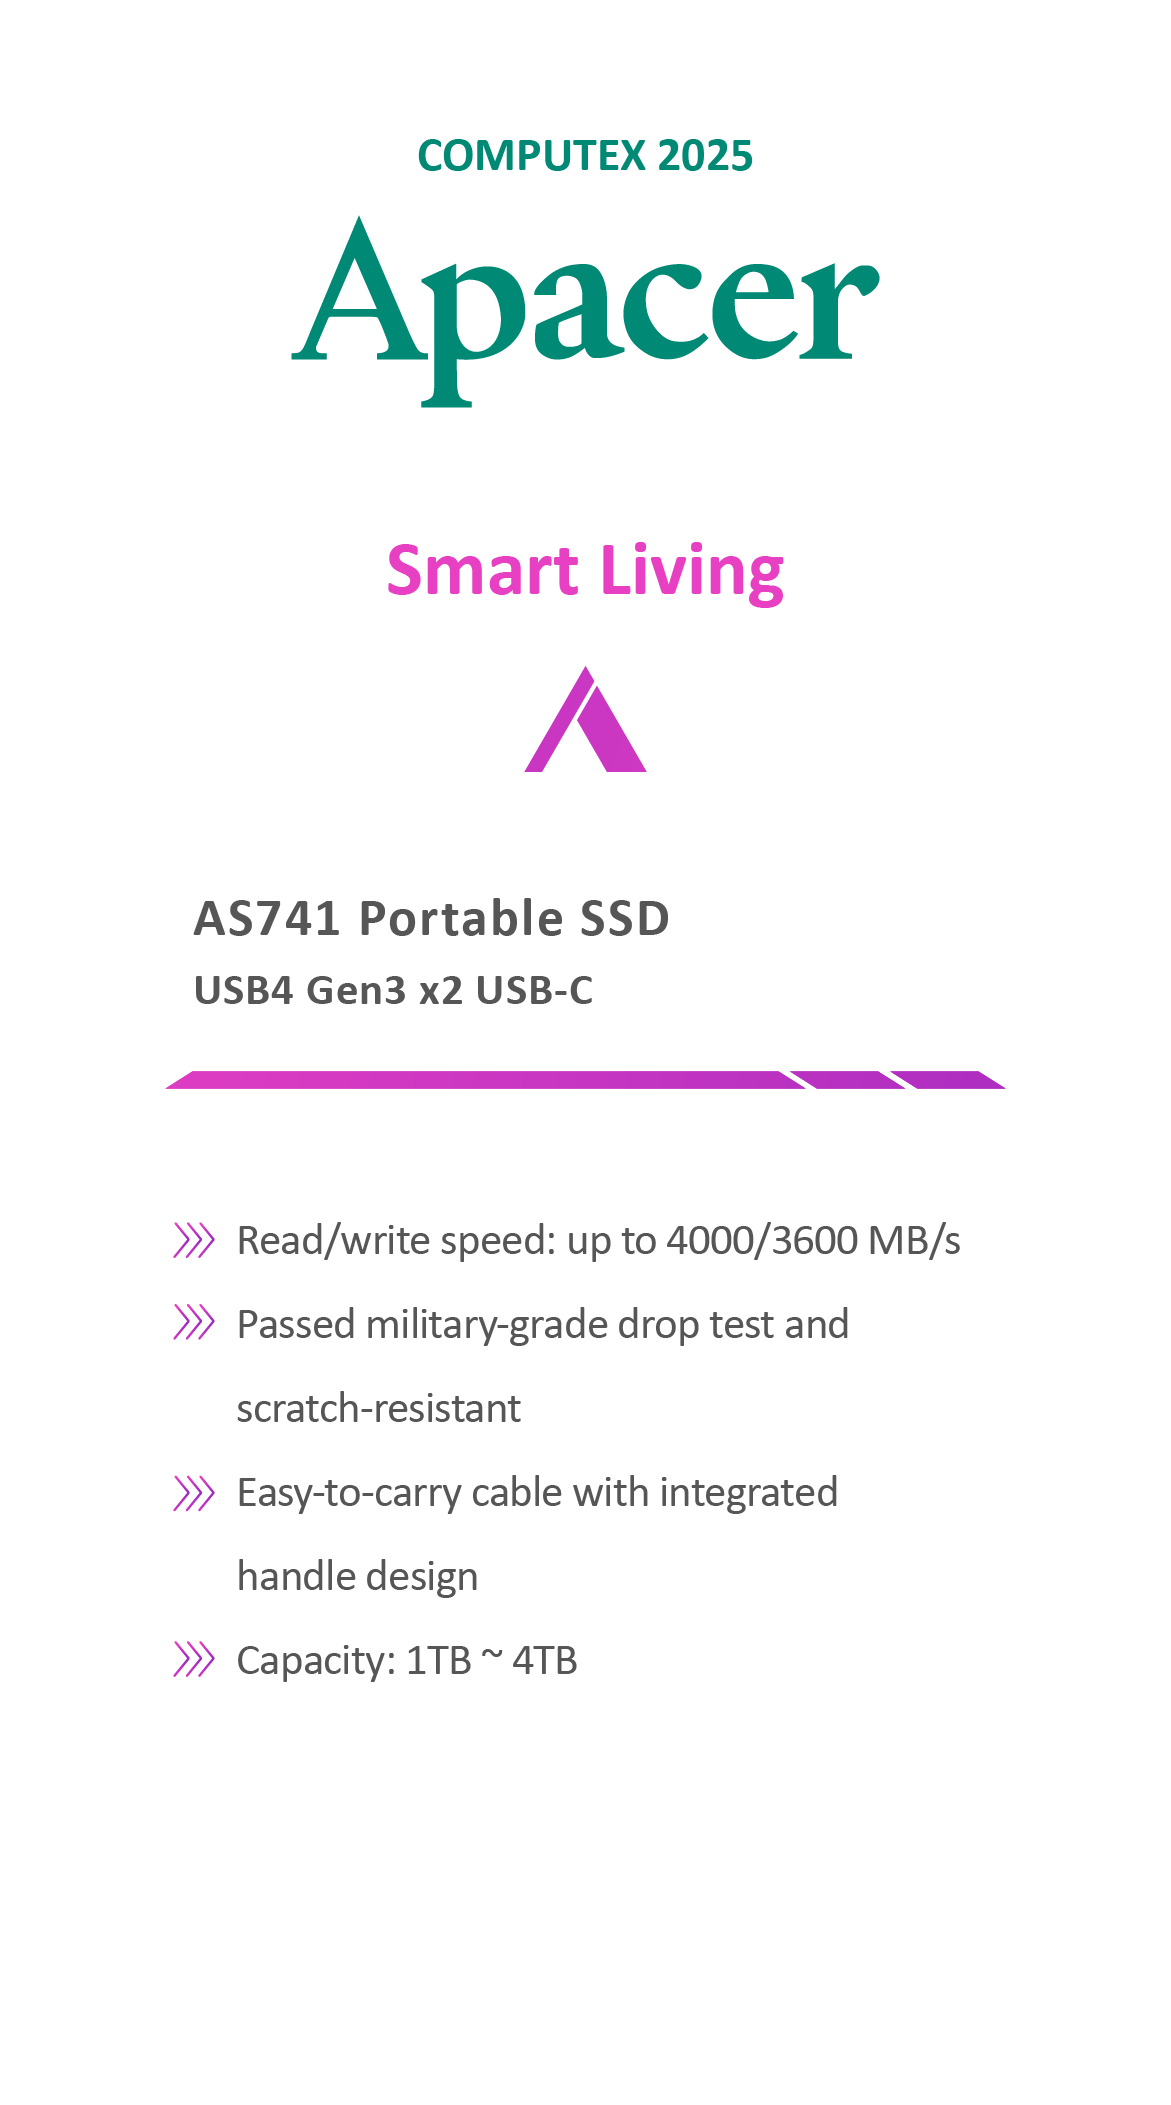 COMPUTEX 2025
Apacer
Smart Living
AS741 Portable SSD
USB4 Gen3 x2 USB-C
Read/write speed: up to 4000/3600 MB/s
Passed military-grade drop test and
scratch-resistant
Easy-to-carry cable with integrated
handle design
Capacity: 1TB ~ 4TB